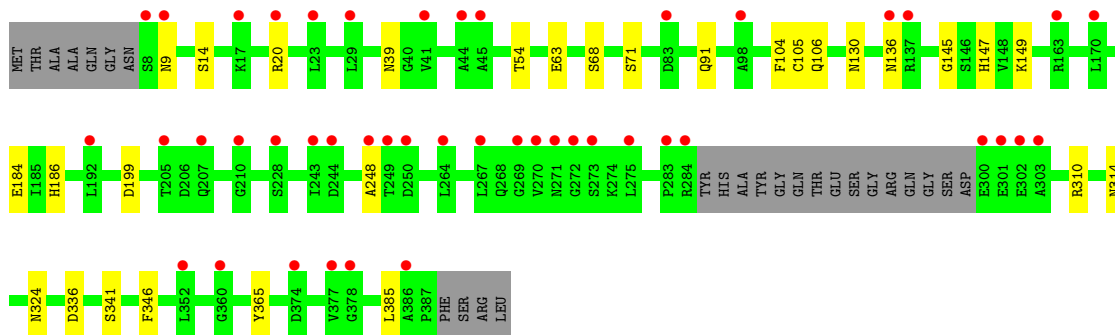 MET THR ALA ALA GLN GLY ASN S8 N9 S14 K17 R20 L23 L29 N39 G40 V41 A44 A45 T54 E63 S68 S71 D83 Q91 A98 F104 C105 Q106 N130 N136 R137 G145 S146 H147 V148 K149 R163 L170
E184 I185 H186 L192 D199 T205 D206 Q207 G210 S228 I243 D244 A248 T249 D250 L264 L267 Q268 G269 V270 N271 G272 S273 K274 L275 P283 R284 TYR HIS ALA TYR GLY GLN THR GLU SER GLY ARG GLN GLY SER ASP E300 E301 E302 A303 R310 N314
N324 D336 S341 F346 L352 G360 Y365 D374 V377 G378 L385 A386 P387 PHE SER ARG LEU